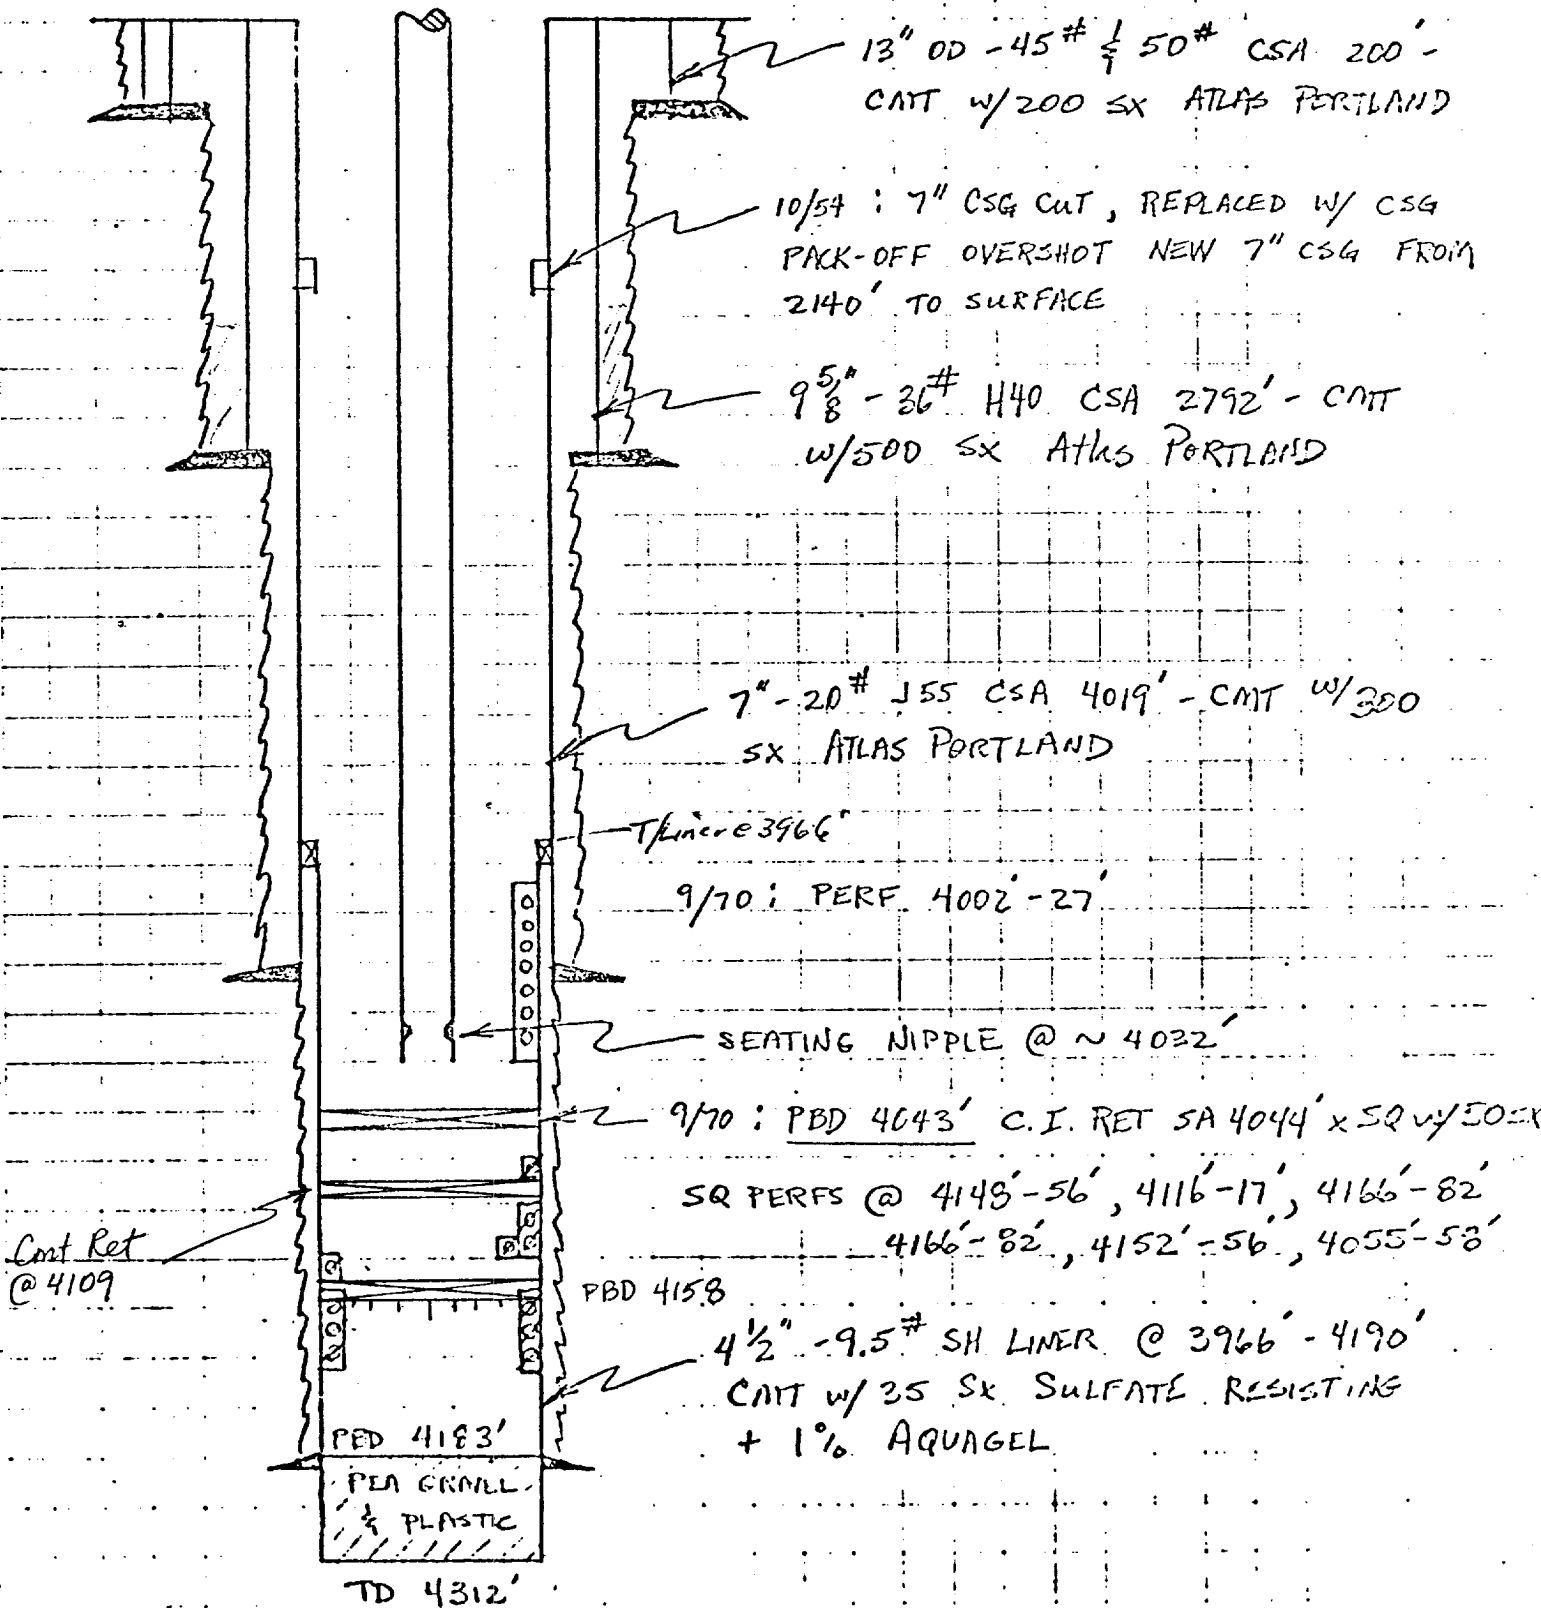 13" OD - 45# & 50# CSA 200' -
CMT W/200 SX ATLAS PORTLAND
10/54 : 7" CSG CUT, REPLACED W/ CSG
PACK-OFF OVERSHOT NEW 7" CSG FROM
2140' TO SURFACE
9 5/8" - 36# H40 CSA 2792' - CMT
W/500 SX Atlas PORTLAND
7" - 20# J55 CSA 4019' - CMT W/300
SX ATLAS PORTLAND
T/Liner @ 3966'
9/70 : PERF 4002'-27'
SEATING NIPPLE @ ~ 4032'
9/70 : PBD 4043' C.I. RET SA 4044' x SQ W/50 SX
SQ PERFS @ 4148'-56', 4116'-17', 4166'-82'
4166'-82', 4152'-56', 4055'-58'
Cmt Ret
@ 4109
PBD 4158
4 1/2" - 9.5# SH LINER @ 3966' - 4190'
CMT W/ 35 SX SULFATE RESISTING
+ 1% AQUAGEL
PBD 4183'
PEA GRAVEL
& PLASTIC
TD 4312'